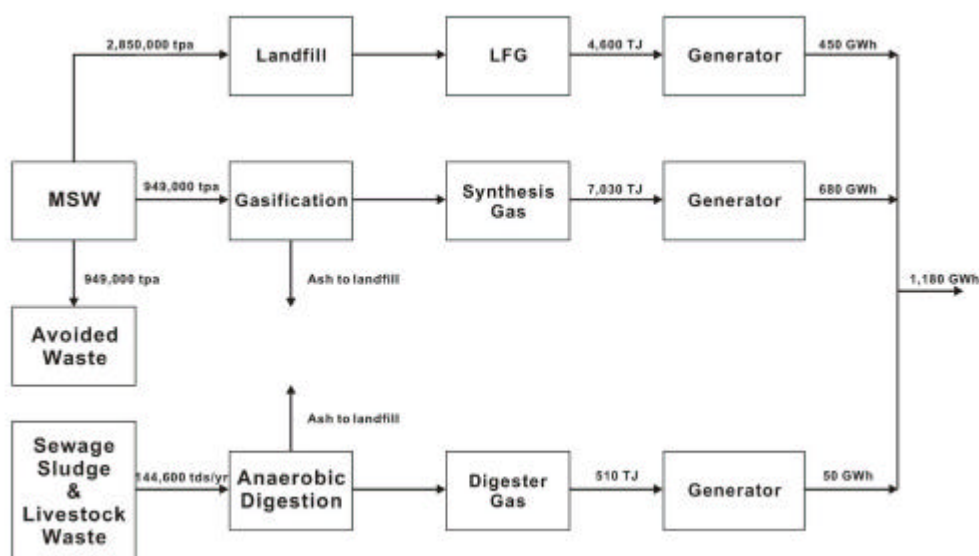 2,850,000 tpa
Landfill
LFG
4,600 TJ
Generator
450 GWh
MSW
949,000 tpa
Gasification
Synthesis
Gas
7,030 TJ
Generator
680 GWh
949,000 tpa
Ash to landfill
1,180 GWh
Avoided
Waste
Ash to landfill
Sewage
Sludge
&
Livestock
Waste
144,600 tds/yr
Anaerobic
Digestion
Digester
Gas
510 TJ
Generator
50 GWh